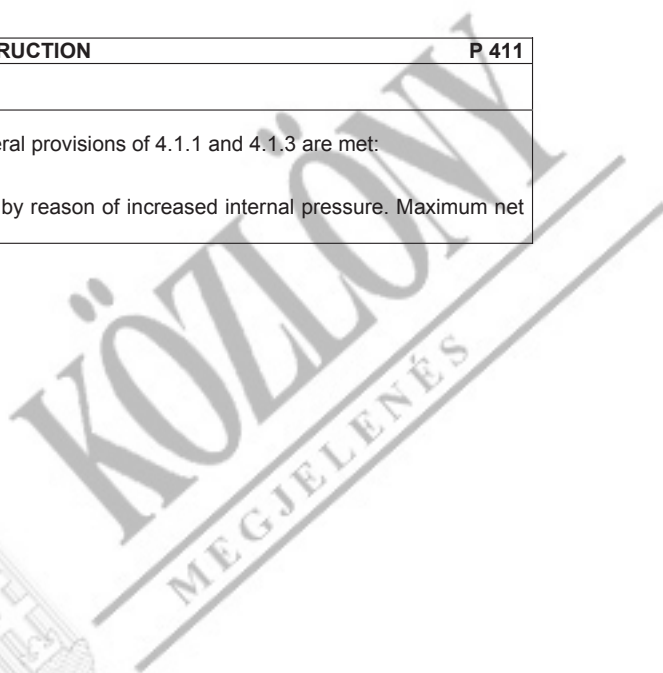 RUCTION P 411
eral provisions of 4.1.1 and 4.1.3 are met:
by reason of increased internal pressure. Maximum net
KÖZLÖNY
MEGJELENÉS